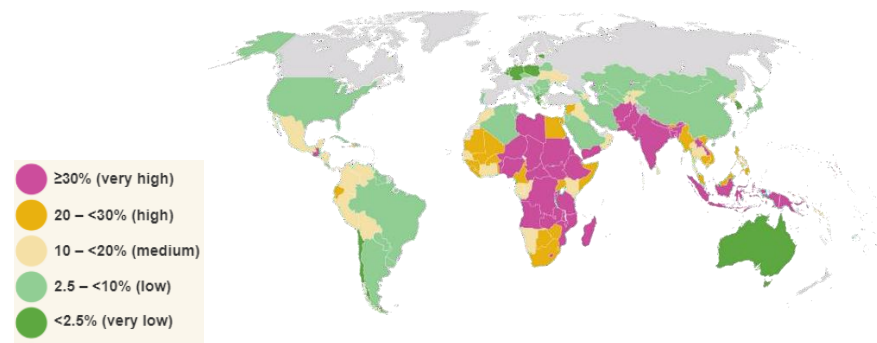 ≥30% (very high)
20 – <30% (high)
10 – <20% (medium)
2.5 – <10% (low)
<2.5% (very low)